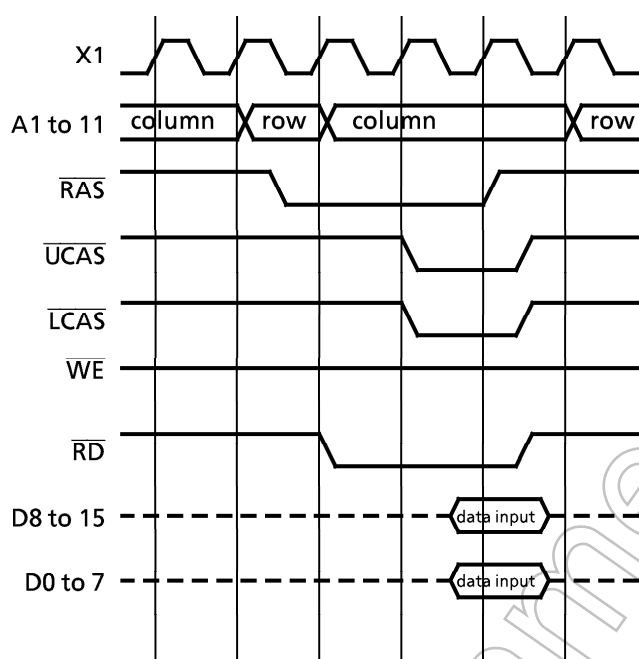 X1
A1 to 11 column row column row
RAS
UCAS
LCAS
WE
RD
D8 to 15 data input
D0 to 7 data input